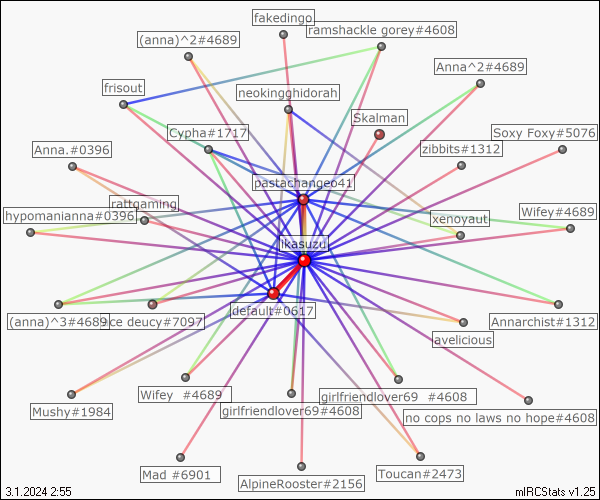 fakedingo
ramshackle gorey#4608
(anna)^2#4689
Anna^2#4689
frisout
neokingghidorah
Skalman
Cypha#1717
Soxy Foxy#5076
zibbits#1312
Anna.#0396
pastachangeo41
rattgaming
hypomanianna#0396
Wifey#4689
xenoyaut
ikasuzu
default#0617
(anna)^3#4689
ice deucy#7097
Annarchist#1312
avelicious
Wifey  #4689
girlfriendlover69  #4608
Mushy#1984
girlfriendlover69#4608
no cops no laws no hope#4608
Mad #6901
AlpineRooster#2156
Toucan#2473
3.1.2024 2:55
mIRCStats v1.25